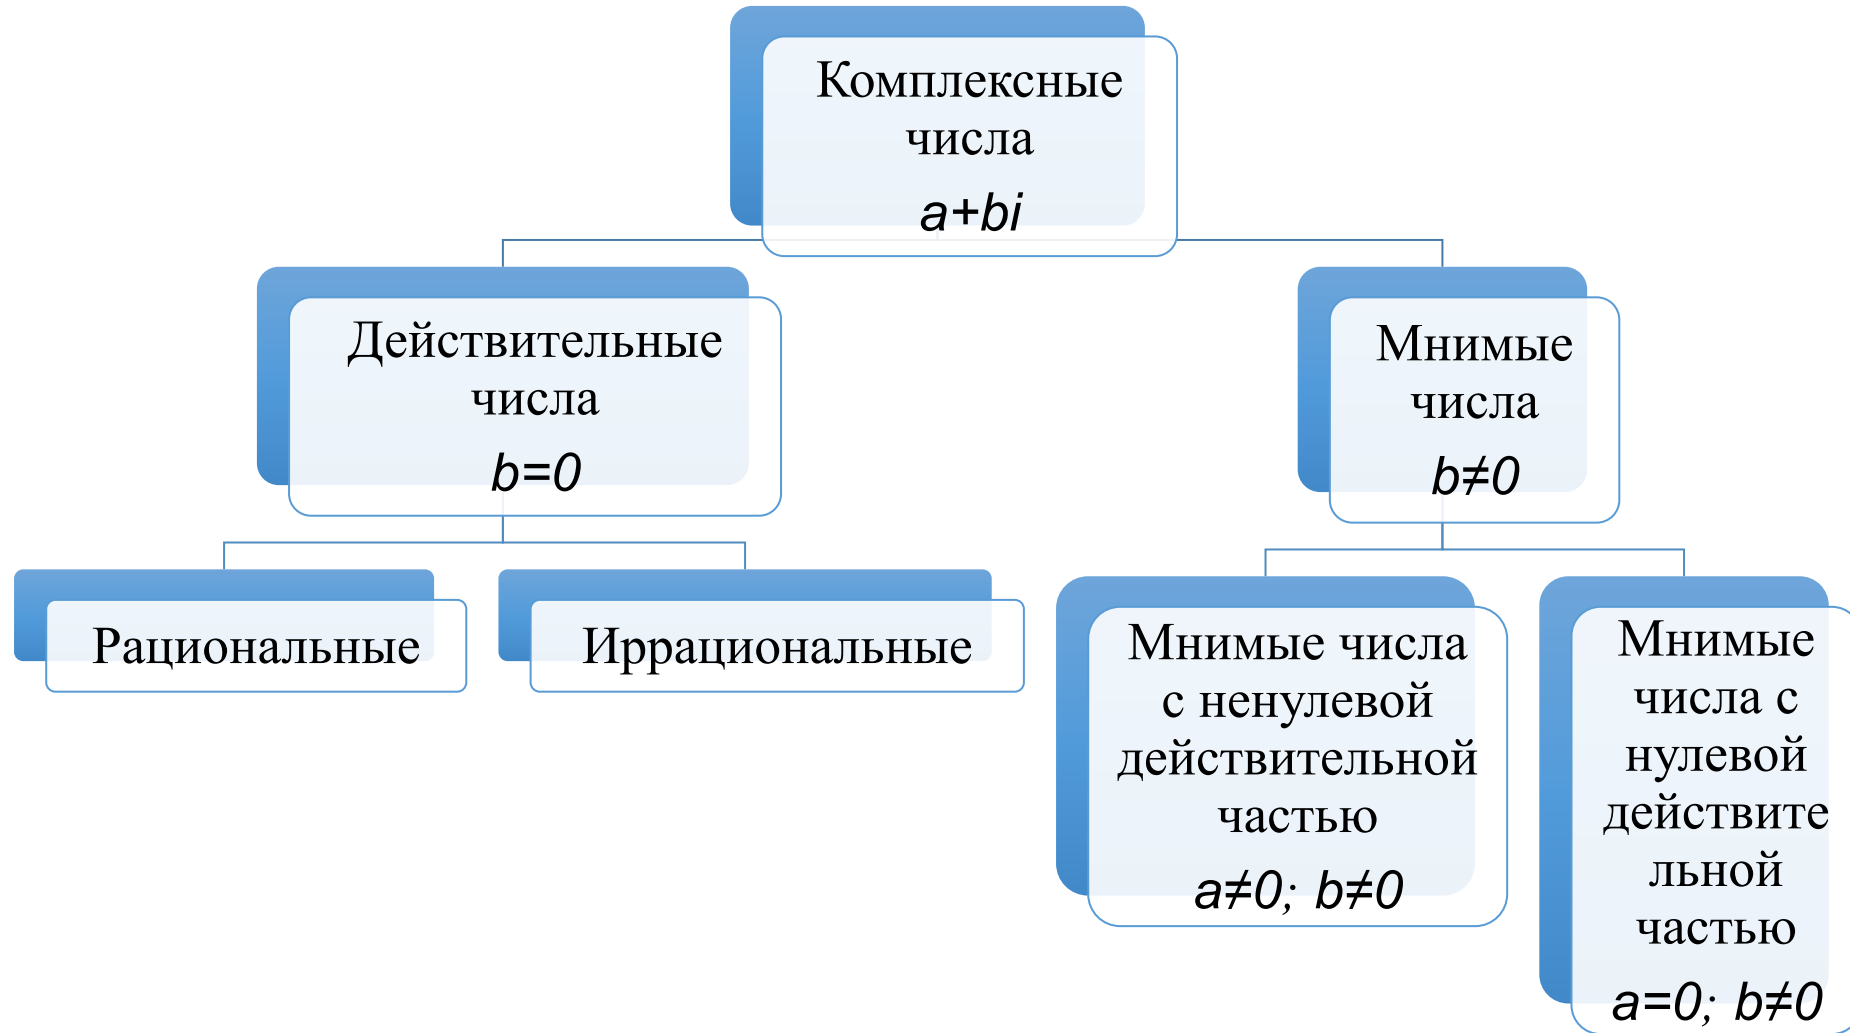 Комплексные
числа
a+bi
Действительные
числа
b=0
Мнимые
числа
b≠0
Рациональные
Иррациональные
Мнимые числа
с ненулевой
действительной
частью
a≠0; b≠0
Мнимые
числа с
нулевой
действите
льной
частью
a=0; b≠0